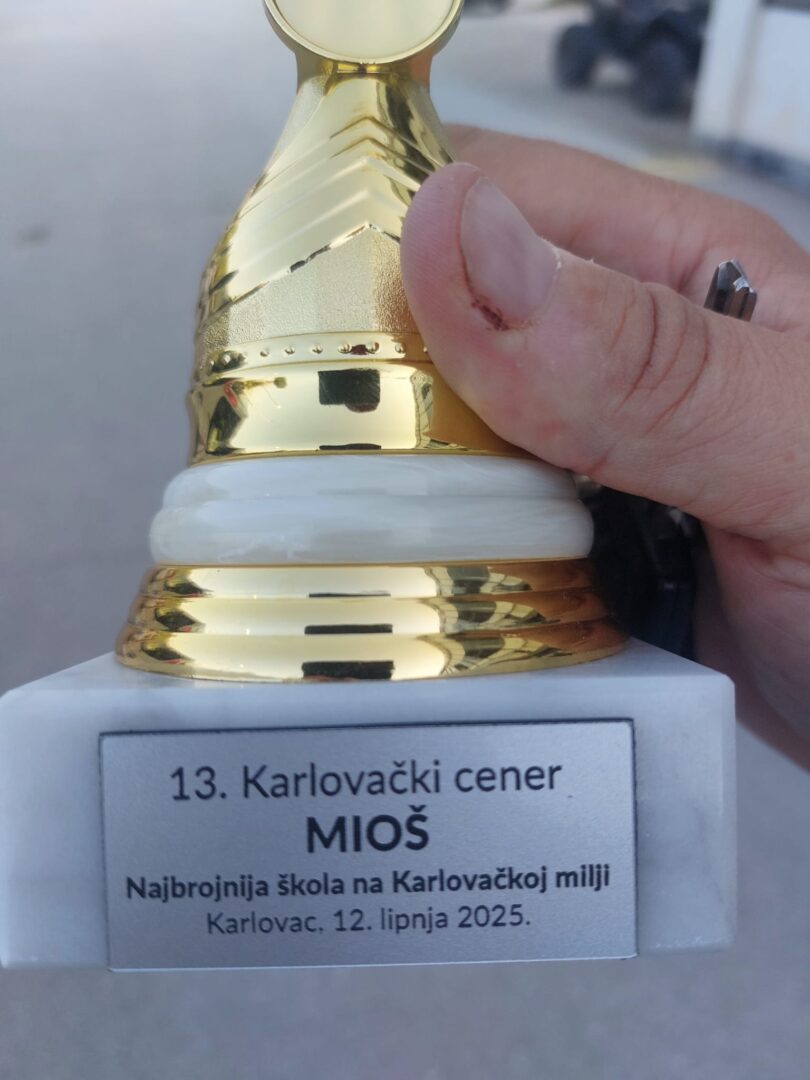 13. Karlovački cener
MIOŠ
Najbrojnija škola na Karlovačkoj milji
Karlovac, 12. lipnja 2025.